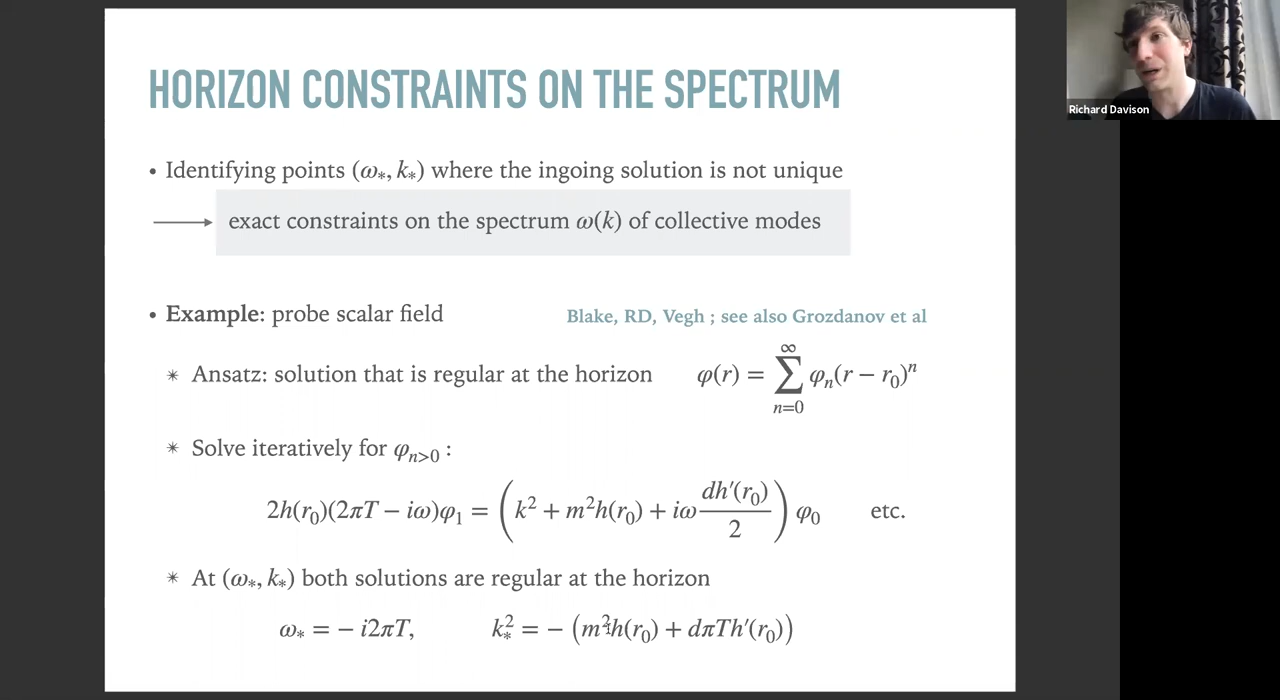 HORIZON CONSTRAINTS ON THE SPECTRUM
• Identifying points (ω*, k*) where the ingoing solution is not unique
exact constraints on the spectrum ω(k) of collective modes
• Example: probe scalar field
Blake, RD, Vegh ; see also Grozdanov et al
* Ansatz: solution that is regular at the horizon φ(r) = ∑_{n=0}^{∞} φ_n(r − r_0)^n
* Solve iteratively for φ_{n>0} :
2h(r_0)(2πT − iω)φ_1 = (k^2 + m^2h(r_0) + iω dh′(r_0)/2) φ_0 etc.
* At (ω*, k*) both solutions are regular at the horizon
ω* = − i2πT, k*^2 = − (m^2h(r_0) + dπTh′(r_0))
Richard Davison